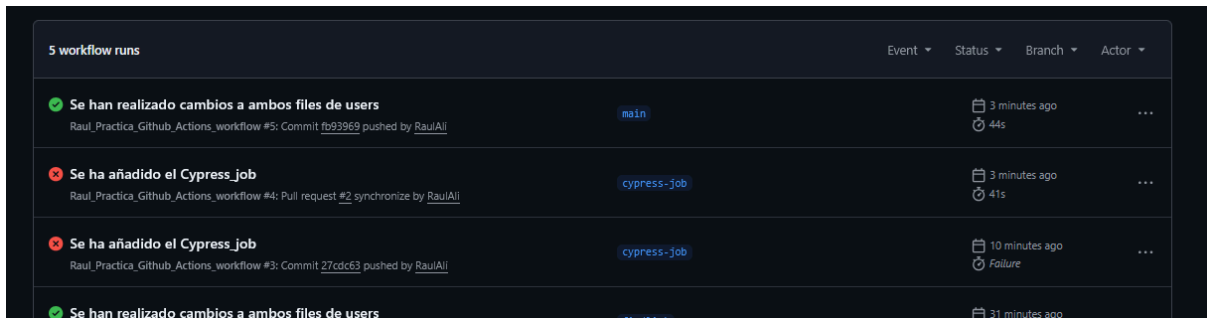 5 workflow runs
Event Status Branch Actor
Se han realizado cambios a ambos files de users
main
3 minutes ago
Raul_Practica_Github_Actions_workflow #5: Commit fb93969 pushed by RaulAli
44s
Se ha añadido el Cypress_job
cypress-job
3 minutes ago
Raul_Practica_Github_Actions_workflow #4: Pull request #2 synchronize by RaulAli
41s
Se ha añadido el Cypress_job
cypress-job
10 minutes ago
Raul_Practica_Github_Actions_workflow #3: Commit 27cdc63 pushed by RaulAli
Failure
Se han realizado cambios a ambos files de users
31 minutes ago